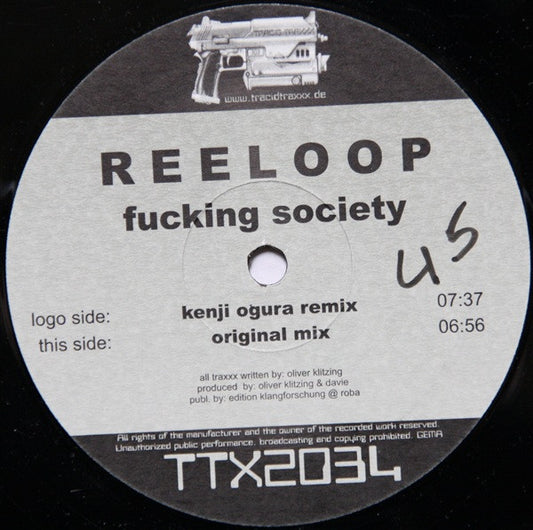 TRACID TRAXXX
www.tracidtraxxx.de
REELOOP
fucking society
45
logo side: kenji ogura remix 07:37
this side: original mix 06:56
all traxxx written by: oliver klitzing
produced by: oliver klitzing & davie
publ. by: edition klangforschung @ roba
All rights of the manufacturer and the owner of the recorded work reserved.
Unauthorized public performance, broadcasting and copying prohibited. GEMA
TTX2034